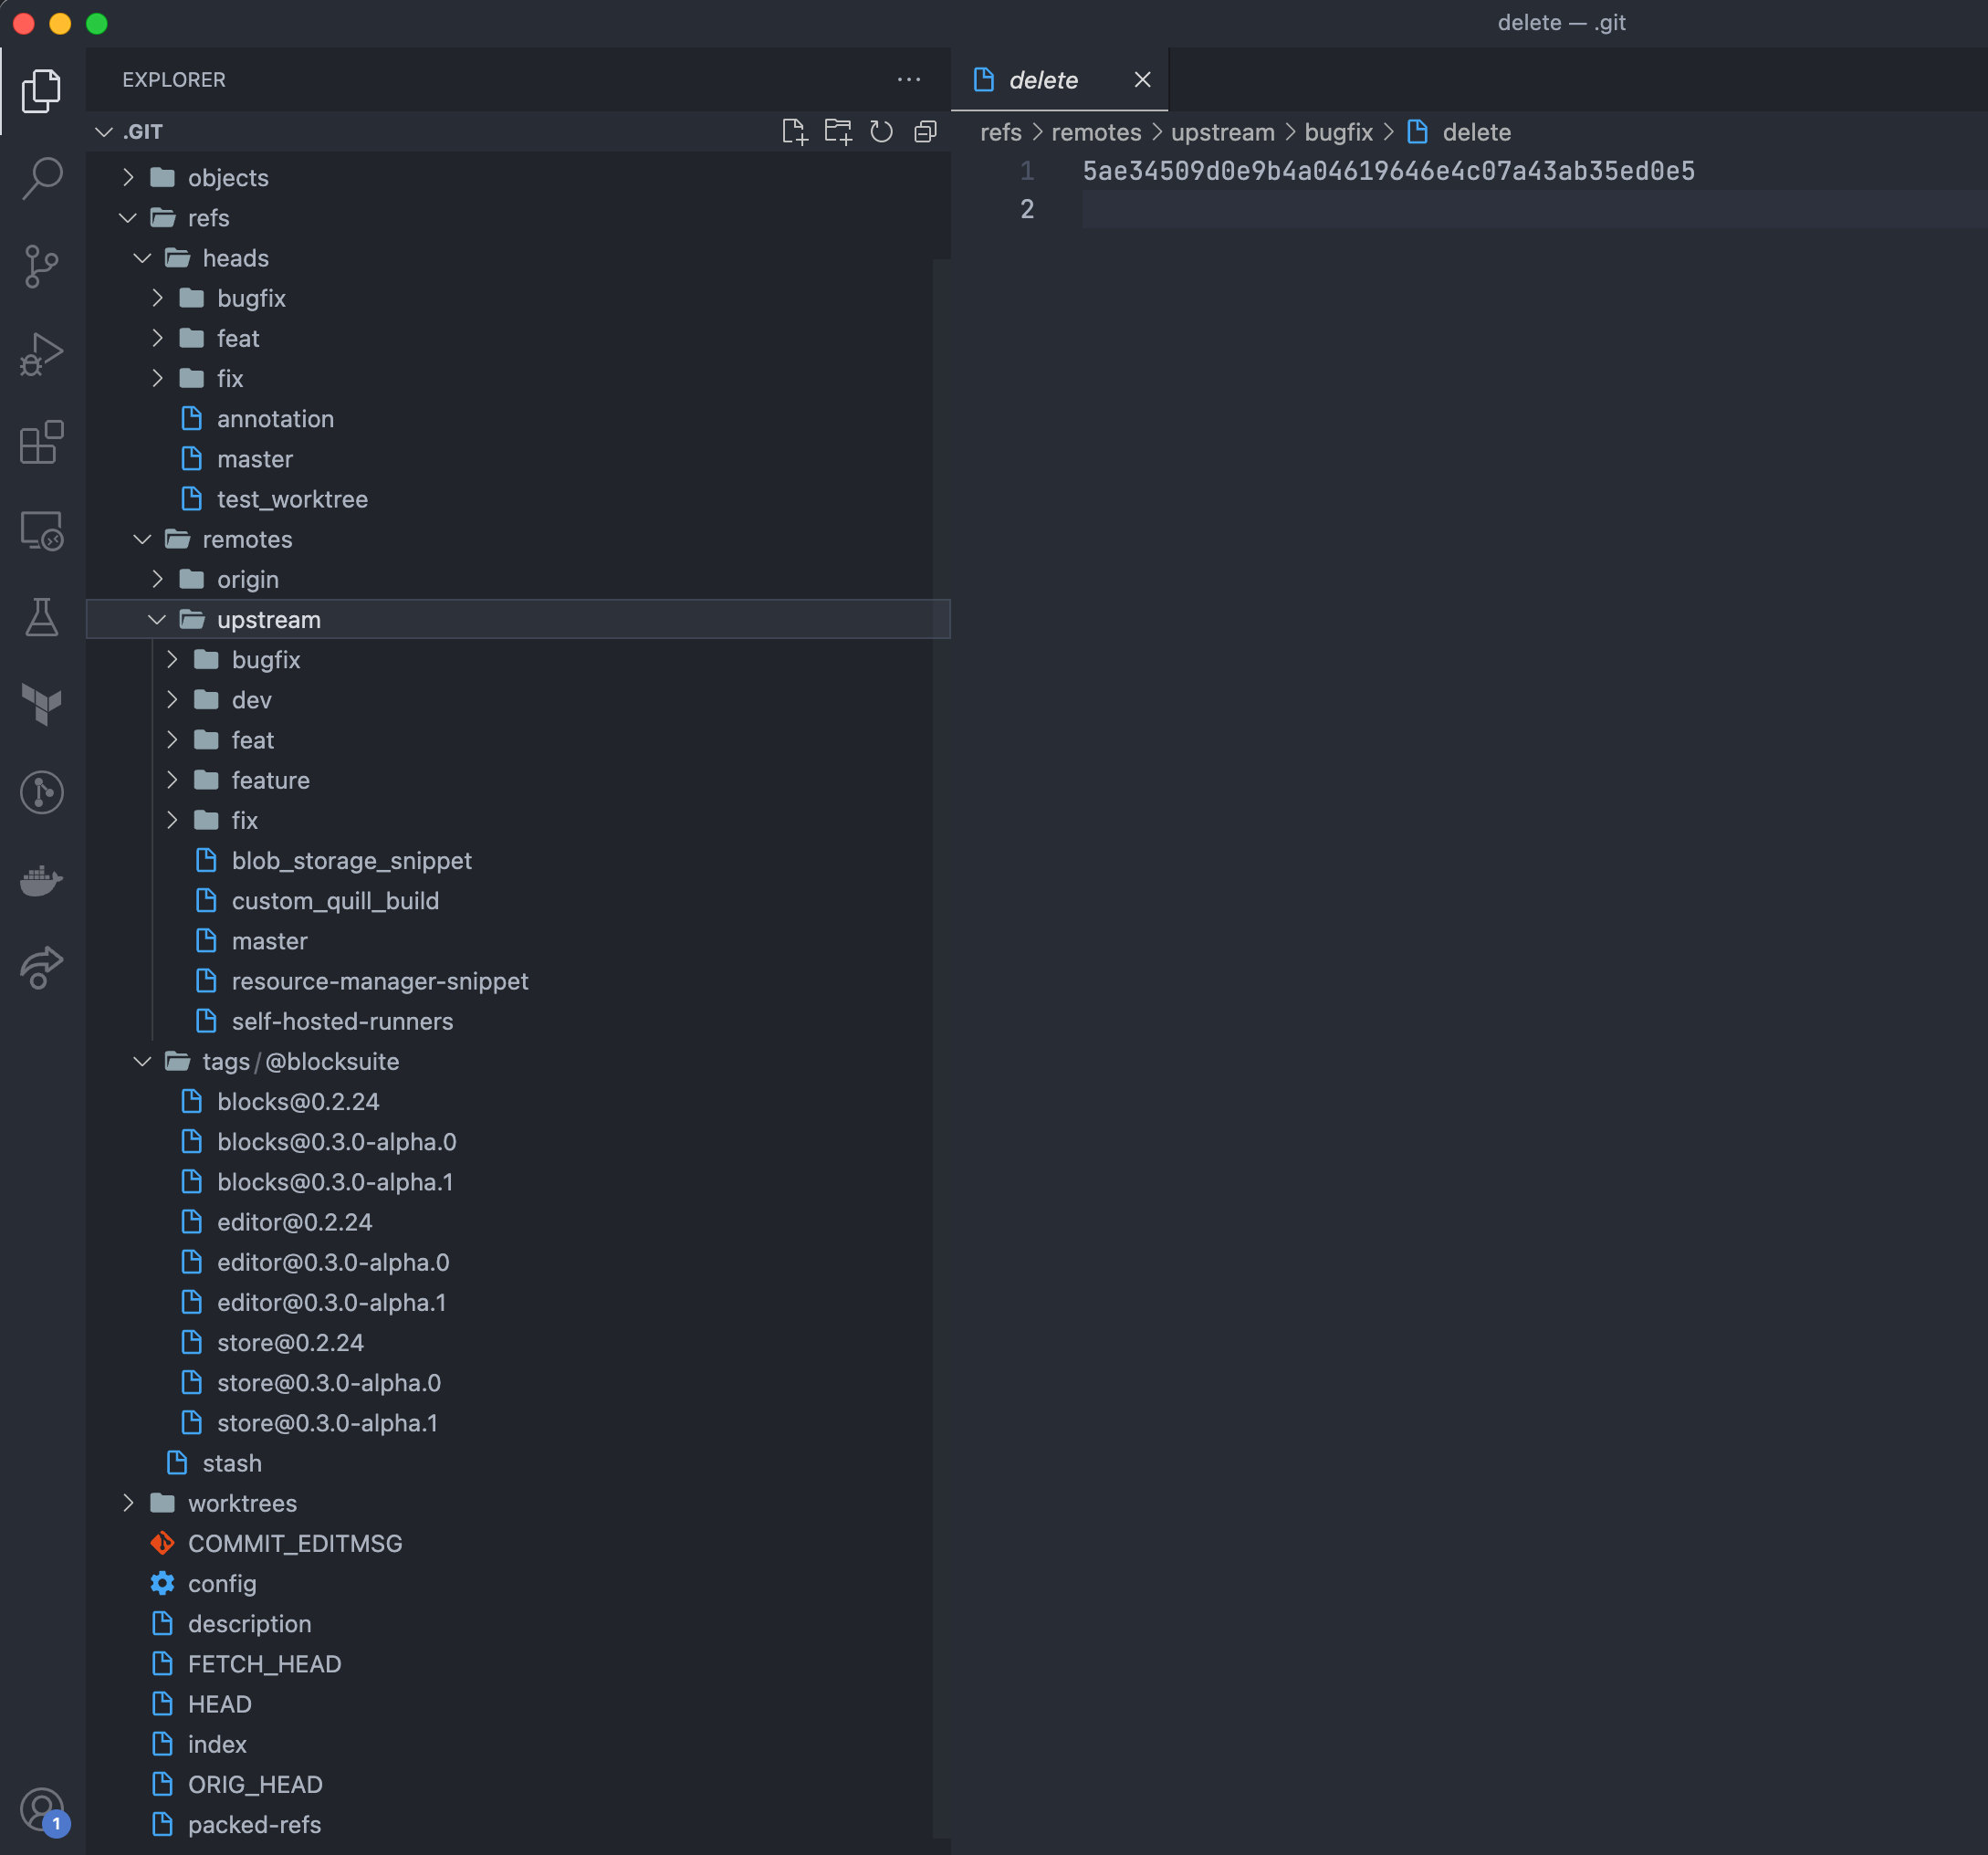 delete — .git
EXPLORER
.GIT
objects
refs
heads
bugfix
feat
fix
annotation
master
test_worktree
remotes
origin
upstream
bugfix
dev
feat
feature
fix
blob_storage_snippet
custom_quill_build
master
resource-manager-snippet
self-hosted-runners
tags/@blocksuite
blocks@0.2.24
blocks@0.3.0-alpha.0
blocks@0.3.0-alpha.1
editor@0.2.24
editor@0.3.0-alpha.0
editor@0.3.0-alpha.1
store@0.2.24
store@0.3.0-alpha.0
store@0.3.0-alpha.1
stash
worktrees
COMMIT_EDITMSG
config
description
FETCH_HEAD
HEAD
index
ORIG_HEAD
packed-refs
1
delete
refs > remotes > upstream > bugfix > delete
1 5ae34509d0e9b4a04619646e4c07a43ab35ed0e5
2